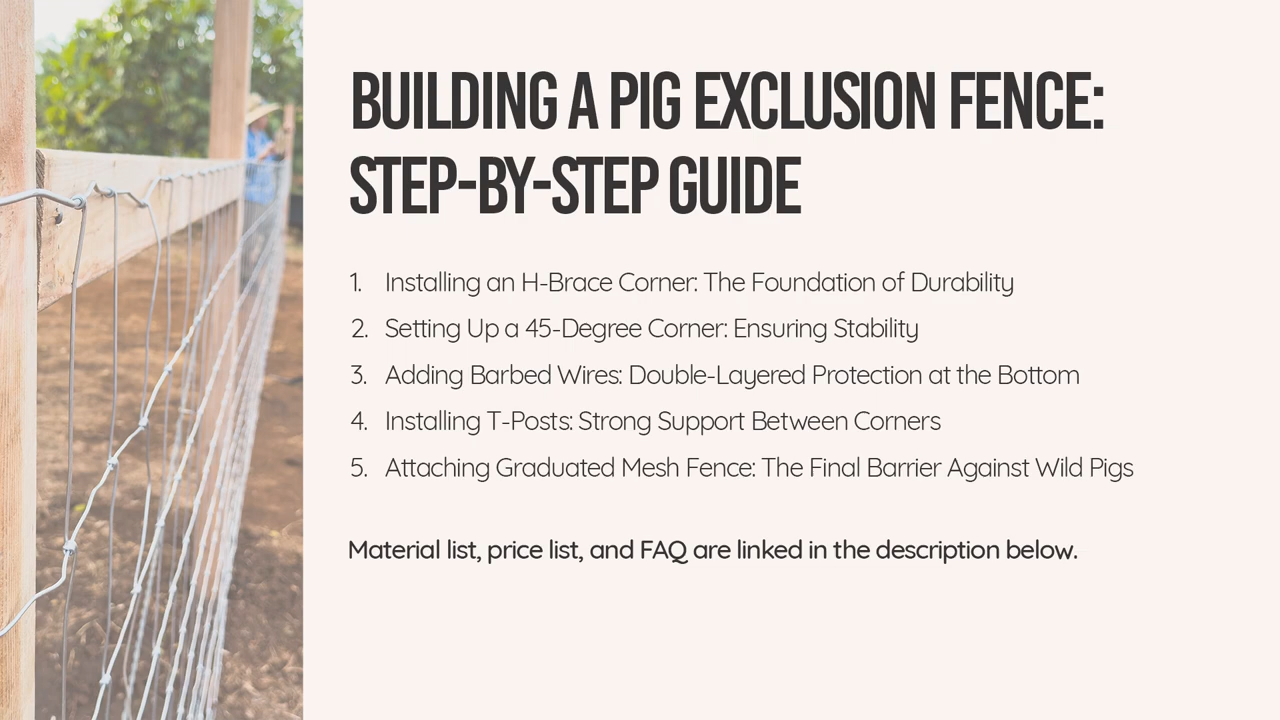 BUILDING A PIG EXCLUSION FENCE:
STEP-BY-STEP GUIDE
1. Installing an H-Brace Corner: The Foundation of Durability
2. Setting Up a 45-Degree Corner: Ensuring Stability
3. Adding Barbed Wires: Double-Layered Protection at the Bottom
4. Installing T-Posts: Strong Support Between Corners
5. Attaching Graduated Mesh Fence: The Final Barrier Against Wild Pigs
Material list, price list, and FAQ are linked in the description below.